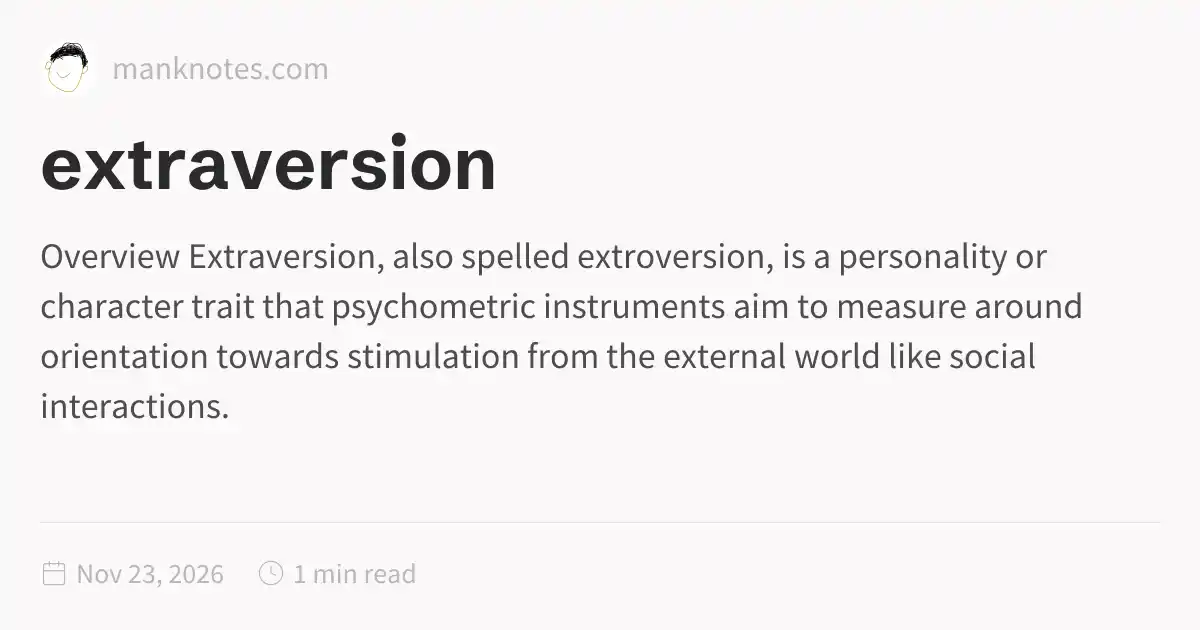 manknotes.com
extraversion
Overview Extraversion, also spelled extroversion, is a personality or
character trait that psychometric instruments aim to measure around
orientation towards stimulation from the external world like social
interactions.
Nov 23, 2026 1 min read